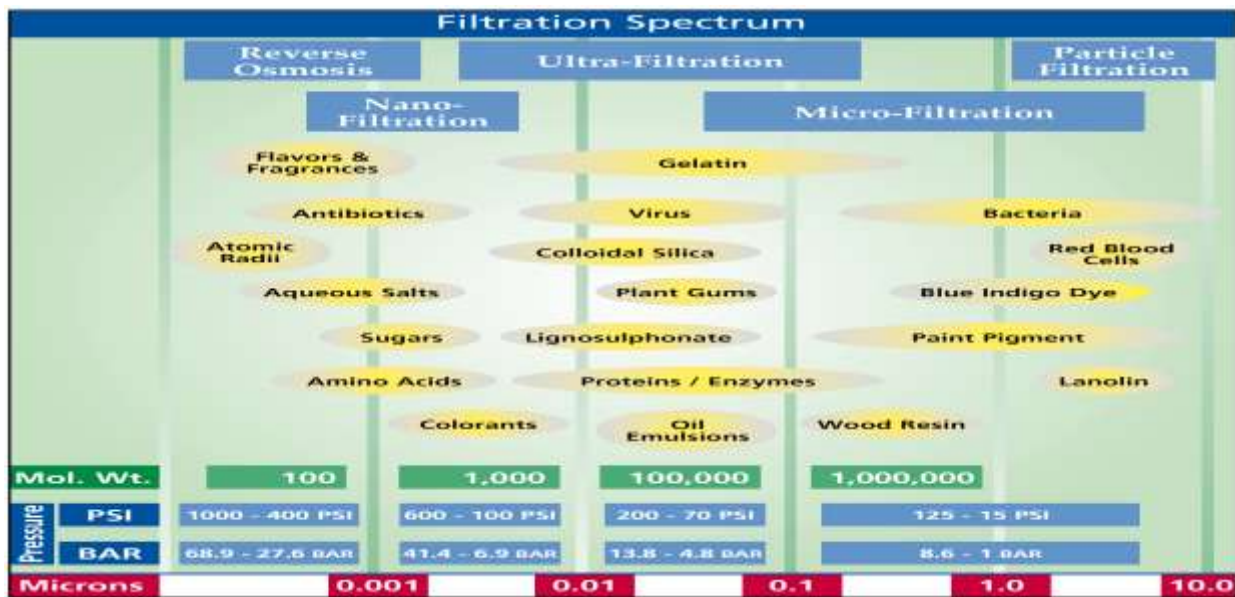 Filtration Spectrum
Reverse
Osmosis
Ultra-Filtration
Particle
Filtration
Nano-
Filtration
Micro-Filtration
Flavors &
Fragrances
Gelatin
Antibiotics
Virus
Bacteria
Atomic
Radii
Colloidal Silica
Red Blood
Cells
Aqueous Salts
Plant Gums
Blue Indigo Dye
Sugars
Lignosulphonate
Paint Pigment
Amino Acids
Proteins / Enzymes
Lanolin
Colorants
Oil
Emulsions
Wood Resin
Mol. Wt.
100
1,000
100,000
1,000,000
Pressure
PSI
1000 - 400 PSI
600 - 100 PSI
200 - 70 PSI
125 - 15 PSI
BAR
68.9 - 27.6 BAR
41.4 - 6.9 BAR
13.8 - 4.8 BAR
8.6 - 1 BAR
Microns
0.001
0.01
0.1
1.0
10.0